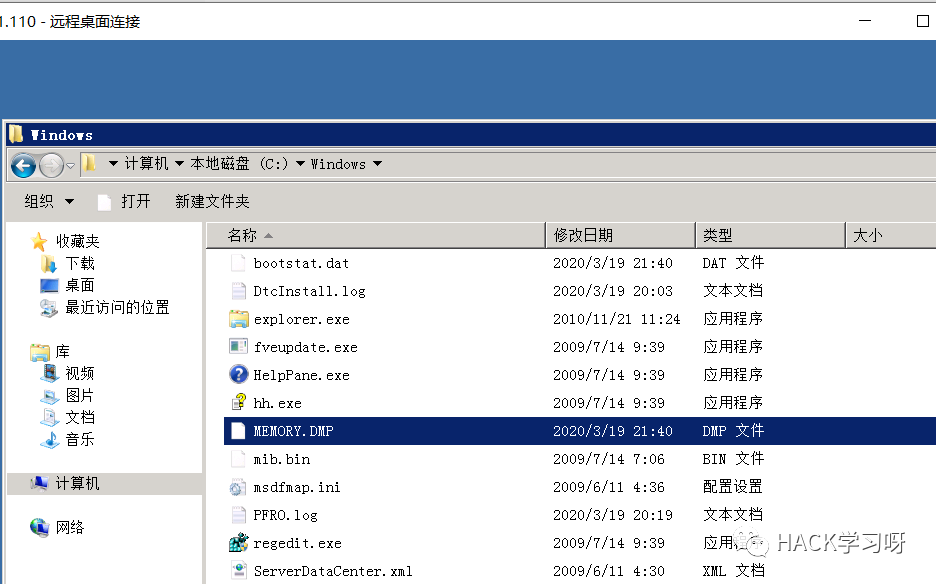 1.110 - 远程桌面连接
Windows
计算机 本地磁盘 (C:) Windows
组织 打开 新建文件夹
名称 修改日期 类型 大小
收藏夹
下载
桌面
最近访问的位置
库
视频
图片
文档
音乐
计算机
网络
bootstat.dat 2020/3/19 21:40 DAT 文件
DtcInstall.log 2020/3/19 20:03 文本文档
explorer.exe 2010/11/21 11:24 应用程序
fveupdate.exe 2009/7/14 9:39 应用程序
HelpPane.exe 2009/7/14 9:39 应用程序
hh.exe 2009/7/14 9:39 应用程序
MEMORY.DMP 2020/3/19 21:40 DMP 文件
mib.bin 2009/7/14 7:06 BIN 文件
msdfmap.ini 2009/6/11 4:36 配置设置
PFRO.log 2020/3/19 20:19 文本文档
regedit.exe 2009/7/14 9:39 应用
ServerDataCenter.xml 2009/6/11 4:30 XML 文档
HACK学习呀